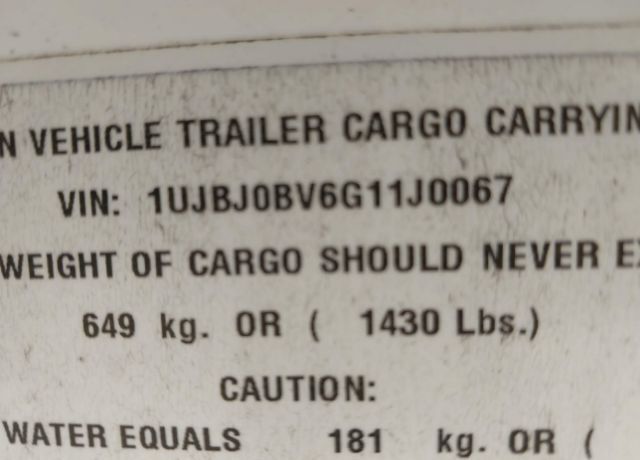 N VEHICLE TRAILER CARGO CARRYIN
VIN: 1UJBJ0BV6G11J0067
WEIGHT OF CARGO SHOULD NEVER EX
649 kg. OR ( 1430 Lbs.)
CAUTION:
WATER EQUALS 181 kg. OR (